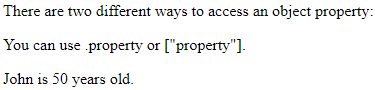 There are two different ways to access an object property:
You can use .property or ["property"].
John is 50 years old.